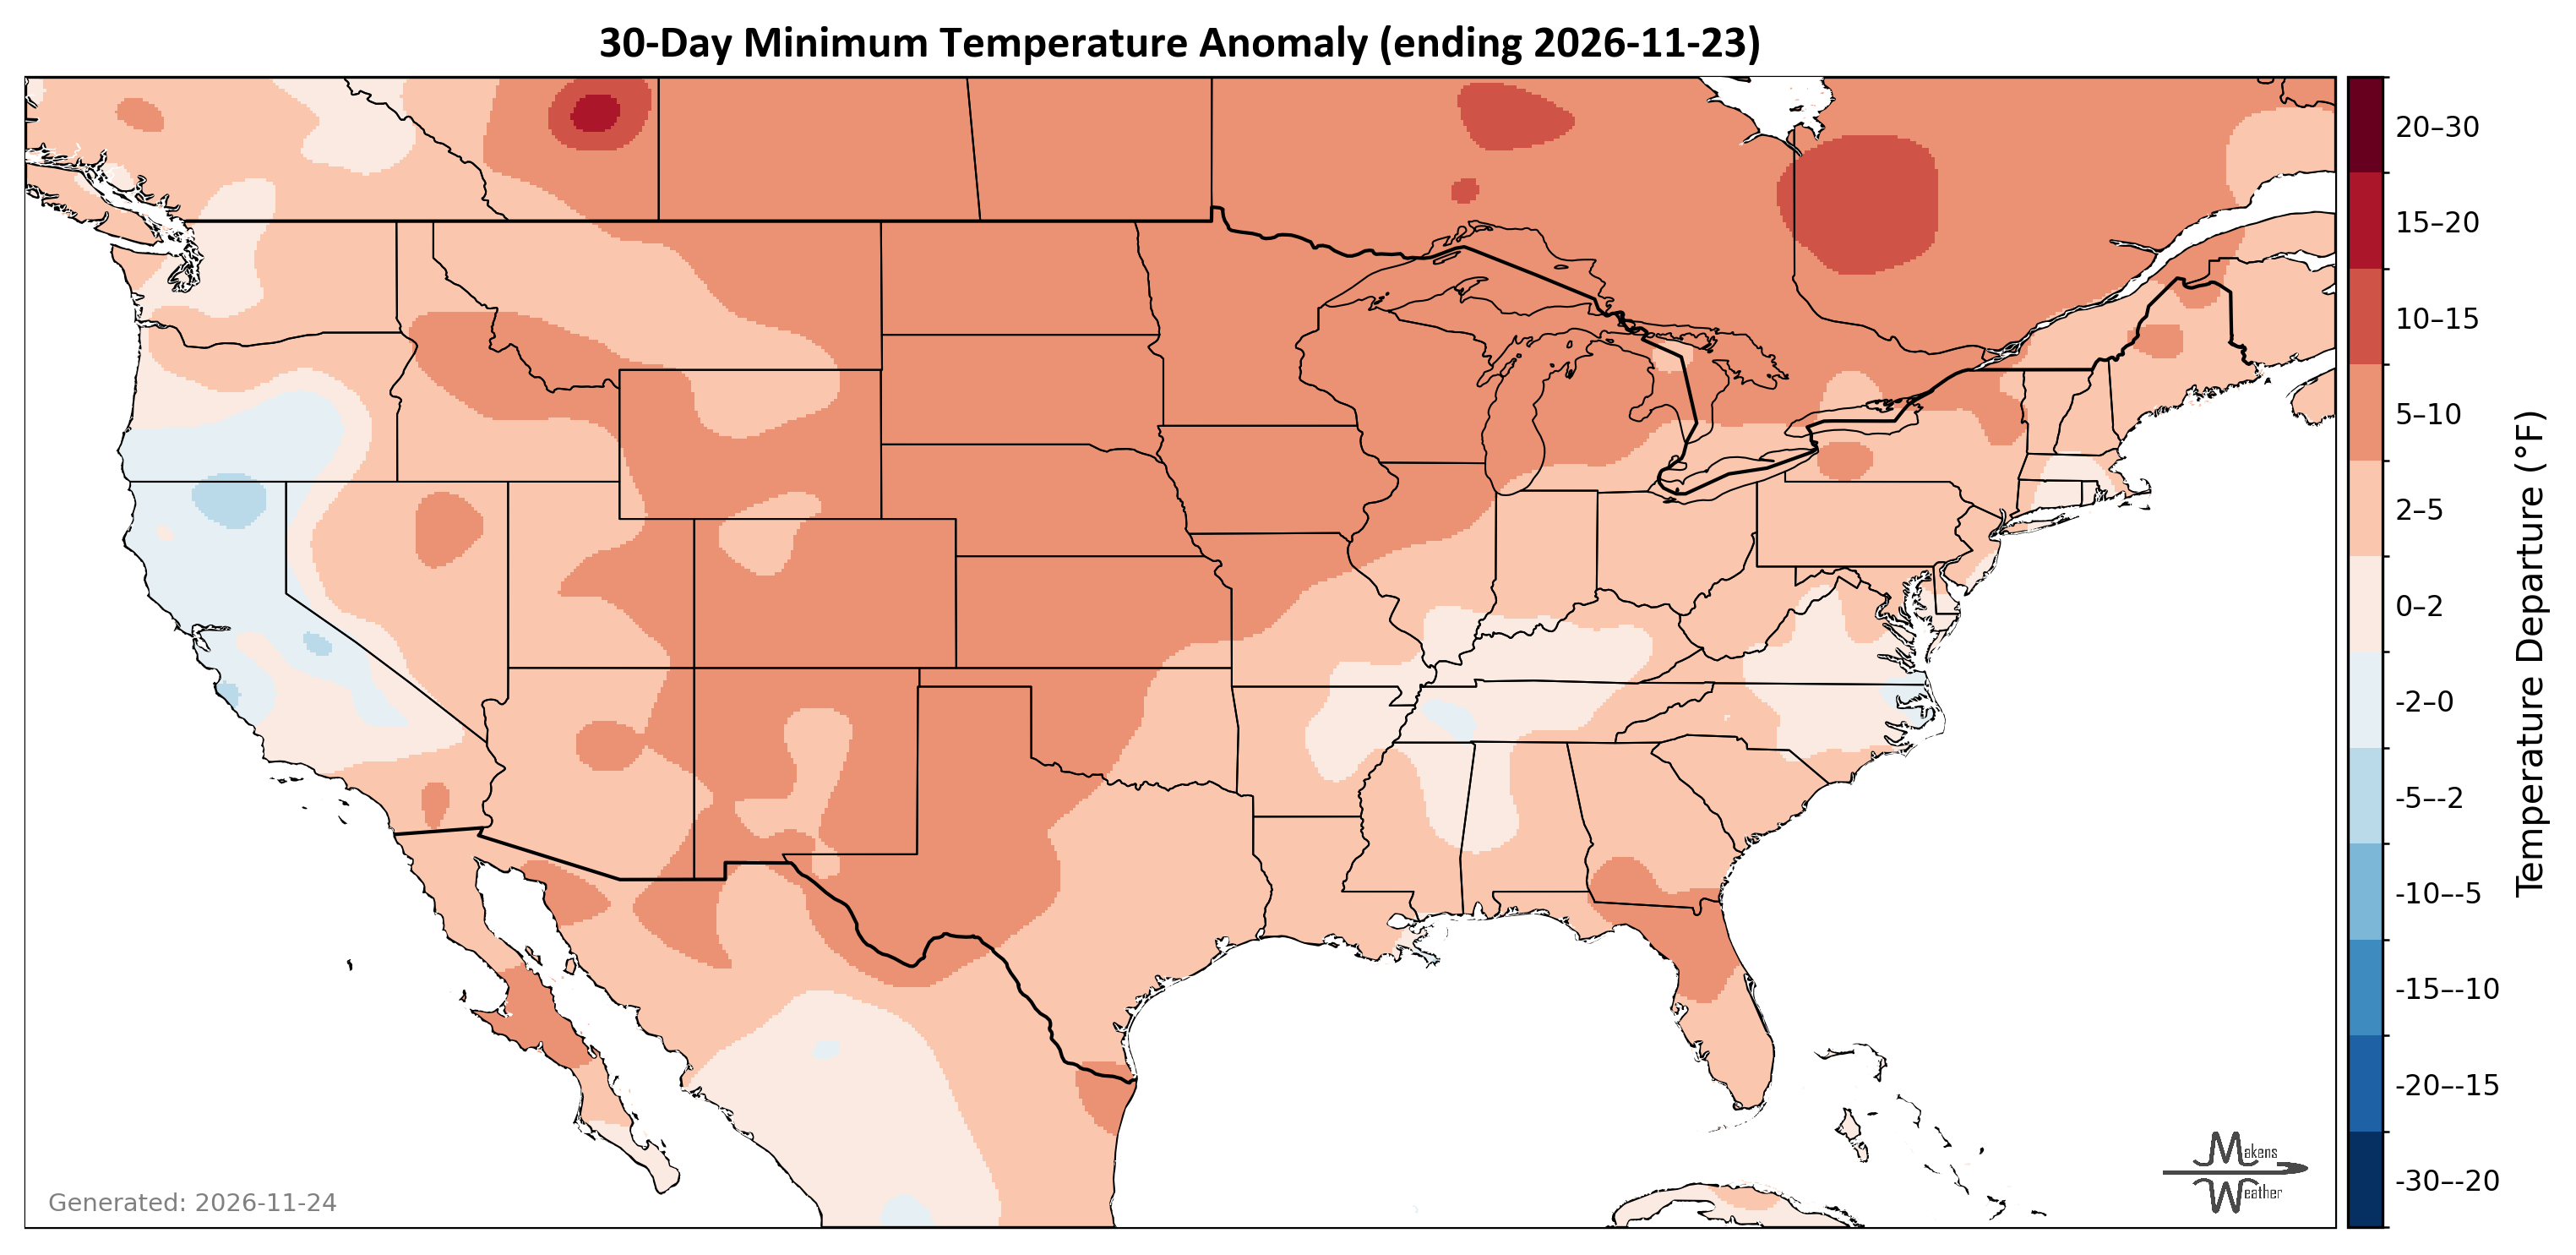 30-Day Minimum Temperature Anomaly (ending 2026-11-23)
20–30
15–20
10–15
5–10
2–5
0–2
-2–0
-5–-2
-10–-5
-15–-10
-20–-15
-30–-20
Temperature Departure (°F)
Makens
Weather
Generated: 2026-11-24